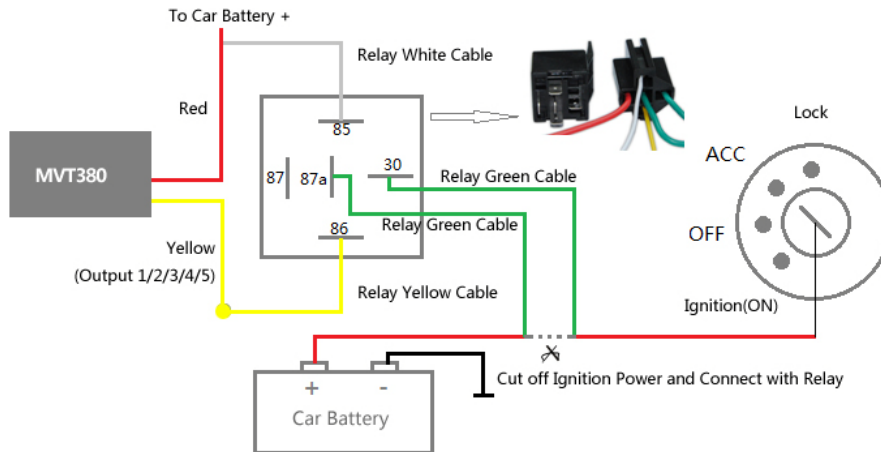 To Car Battery +
Relay White Cable
Red
85
Lock
MVT380
ACC
87
87a
30
Relay Green Cable
Relay Green Cable
86
OFF
Yellow
(Output 1/2/3/4/5)
Relay Yellow Cable
Ignition(ON)
Cut off Ignition Power and Connect with Relay
+ -
Car Battery